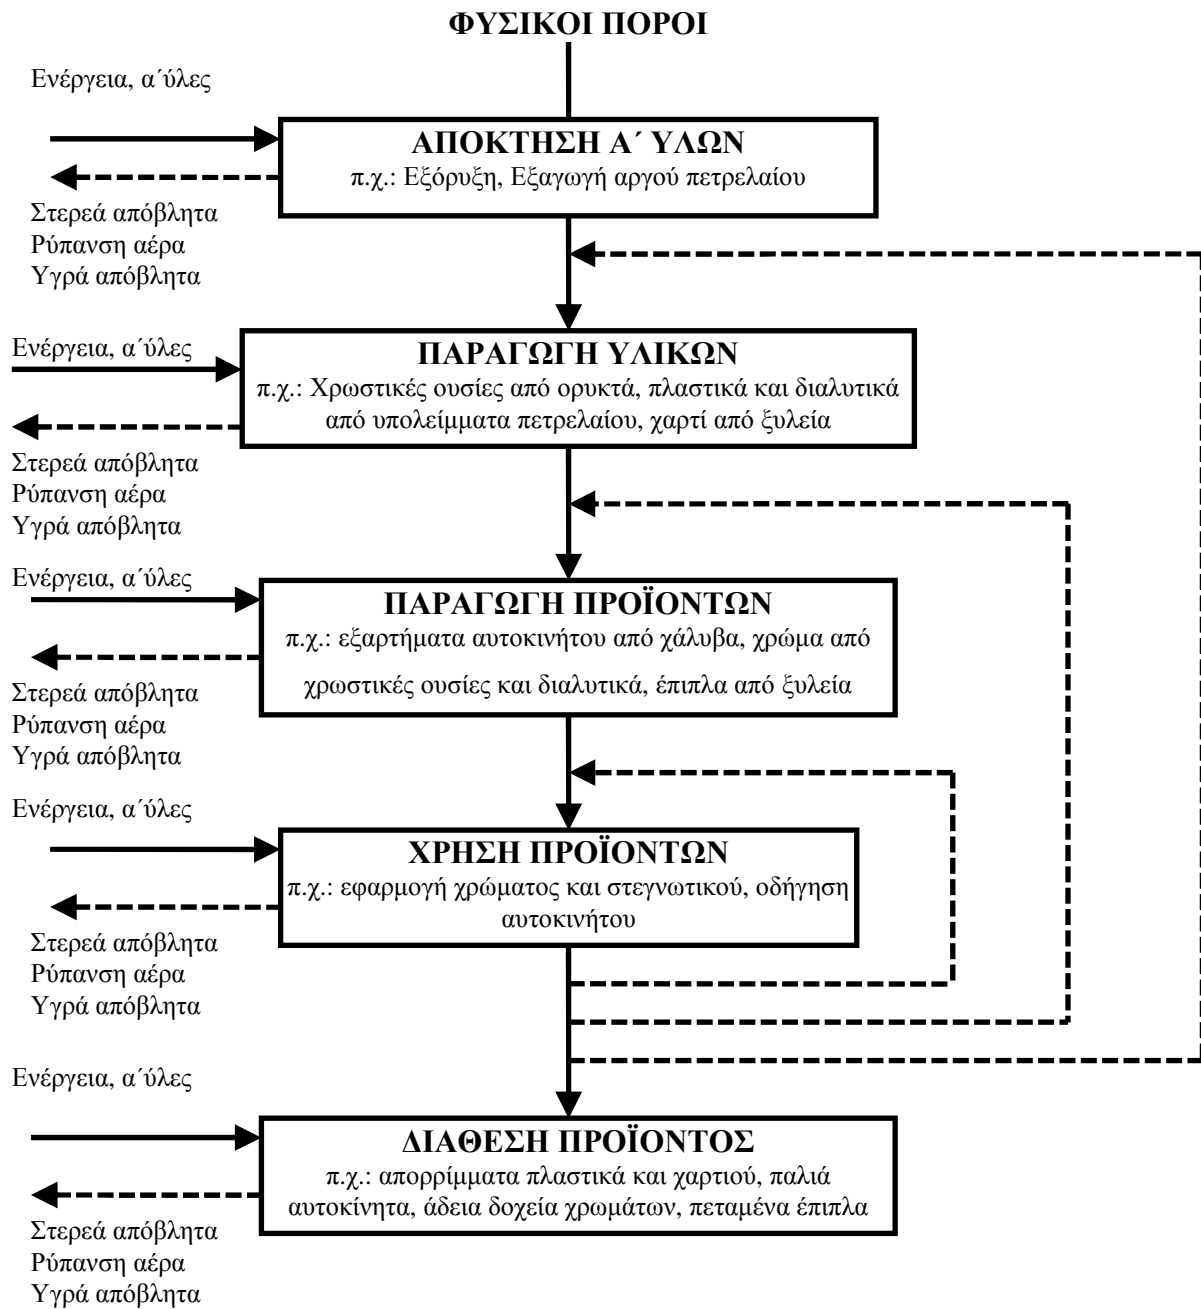 ΦΥΣΙΚΟΙ ΠΟΡΟΙ
Ενέργεια, α΄ύλες
ΑΠΟΚΤΗΣΗ Α΄ ΥΛΩΝ
π.χ.: Εξόρυξη, Εξαγωγή αργού πετρελαίου
Στερεά απόβλητα
Ρύπανση αέρα
Υγρά απόβλητα
Ενέργεια, α΄ύλες
ΠΑΡΑΓΩΓΗ ΥΛΙΚΩΝ
π.χ.: Χρωστικές ουσίες από ορυκτά, πλαστικά και διαλυτικά
από υπολείμματα πετρελαίου, χαρτί από ξυλεία
Στερεά απόβλητα
Ρύπανση αέρα
Υγρά απόβλητα
Ενέργεια, α΄ύλες
ΠΑΡΑΓΩΓΗ ΠΡΟΪΟΝΤΩΝ
π.χ.: εξαρτήματα αυτοκινήτου από χάλυβα, χρώμα από
χρωστικές ουσίες και διαλυτικά, έπιπλα από ξυλεία
Στερεά απόβλητα
Ρύπανση αέρα
Υγρά απόβλητα
Ενέργεια, α΄ύλες
ΧΡΗΣΗ ΠΡΟΪΟΝΤΩΝ
π.χ.: εφαρμογή χρώματος και στεγνωτικού, οδήγηση
αυτοκινήτου
Στερεά απόβλητα
Ρύπανση αέρα
Υγρά απόβλητα
Ενέργεια, α΄ύλες
ΔΙΑΘΕΣΗ ΠΡΟΪΟΝΤΟΣ
π.χ.: απορρίμματα πλαστικά και χαρτιού, παλιά
αυτοκίνητα, άδεια δοχεία χρωμάτων, πεταμένα έπιπλα
Στερεά απόβλητα
Ρύπανση αέρα
Υγρά απόβλητα